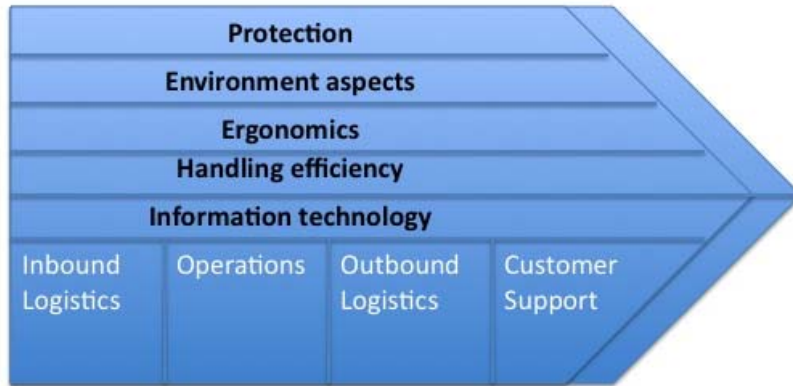 Protection
Environment aspects
Ergonomics
Handling efficiency
Information technology
Inbound
Logistics
Operations
Outbound
Logistics
Customer
Support